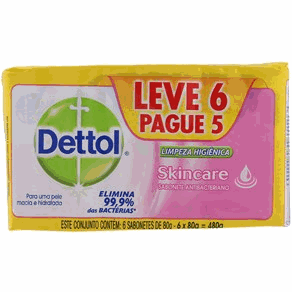 LEVE 6
PAGUE 5
Dettol
LIMPEZA HIGIÊNICA
Skincare
SABONETE ANTIBACTERIANO
Para uma pele
macia e hidratada
ELIMINA
99,9%
das BACTÉRIAS*
ESTE CONJUNTO CONTÉM: 6 SABONETES DE 80g - 6 x 80g = 480g